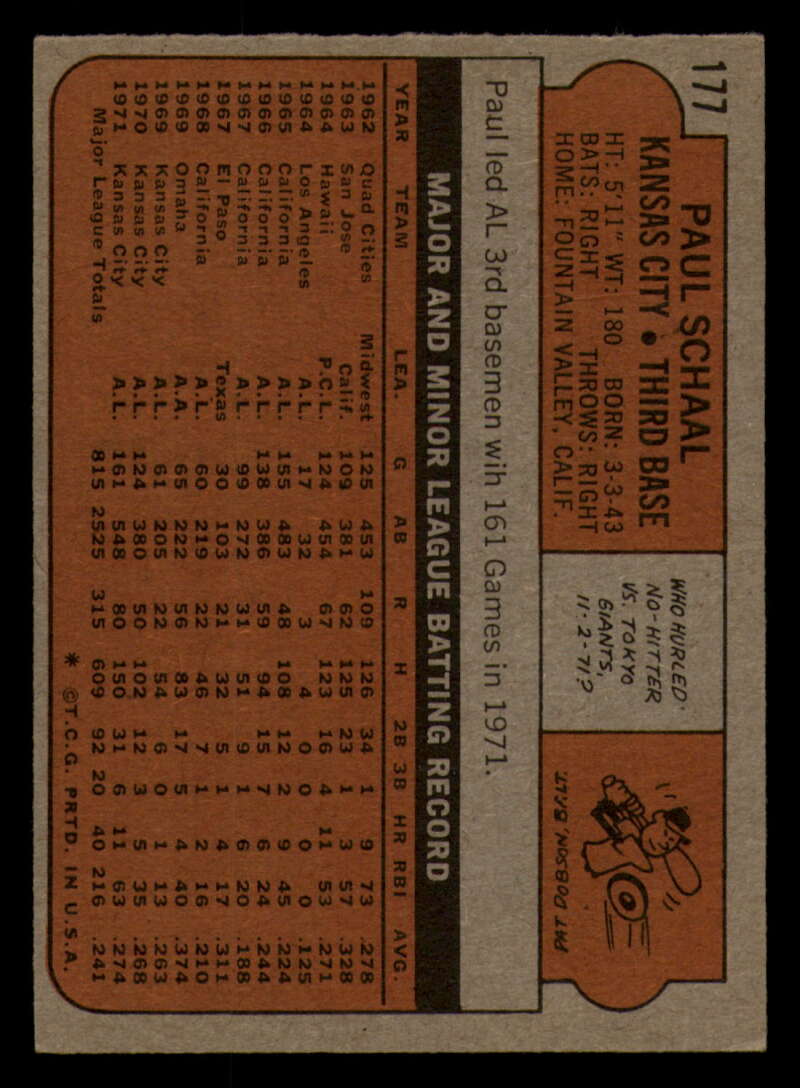 177
PAUL SCHAAL
KANSAS CITY • THIRD BASE
HT: 5'11" WT: 180 BORN: 3-3-43
BATS: RIGHT THROWS: RIGHT
HOME: FOUNTAIN VALLEY, CALIF.
WHO HURLED
NO-HITTER
VS. TOKYO
GIANTS,
11-2-71?
PAT DOBSON, BALT.
Paul led AL 3rd basemen wih 161 Games in 1971.
MAJOR AND MINOR LEAGUE BATTING RECORD
YEAR TEAM LEA. G AB R H 2B 3B HR RBI AVG.
1962 Quad Cities Midwest 125 453 109 126 34 1 9 73 .278
1963 San Jose Calif. 109 381 62 125 23 1 3 57 .328
1964 Hawaii P.C.L. 124 454 67 123 16 4 11 53 .271
1964 Los Angeles A.L. 17 32 3 4 0 0 0 0 .125
1965 California A.L. 155 483 48 108 12 2 9 45 .224
1966 California A.L. 138 386 59 94 15 7 6 24 .244
1967 California A.L. 99 272 31 51 9 1 6 20 .188
1967 El Paso Texas 30 103 21 32 5 1 4 17 .311
1968 California A.L. 60 219 22 46 7 1 2 16 .210
1969 Omaha A.A. 65 222 56 83 17 5 4 40 .374
1969 Kansas City A.L. 61 205 22 54 6 0 1 13 .263
1970 Kansas City A.L. 124 380 50 102 12 3 5 35 .268
1971 Kansas City A.L. 161 548 80 150 31 6 11 63 .274
Major League Totals 815 2525 315 609 92 20 40 216 .241
* ©T.C.G. PRTD. IN U.S.A.